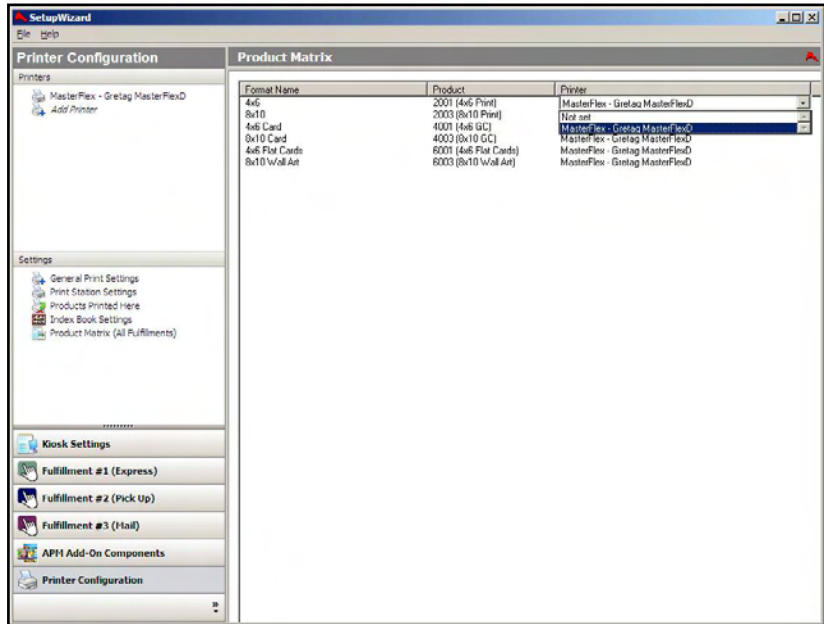 SetupWizard
File Help
Printer Configuration
Printers
MasterFlex - Gretag MasterFlexD
Add Printer
Settings
General Print Settings
Print Station Settings
Products Printed Here
Index Book Settings
Product Matrix (All Fulfillments)
Kiosk Settings
Fulfillment #1 (Express)
Fulfillment #2 (Pick Up)
Fulfillment #3 (Mail)
APM Add-On Components
Printer Configuration
Product Matrix
Format Name Product Printer
4x6 2001 (4x6 Print) MasterFlex - Gretag MasterFlexD
8x10 2003 (8x10 Print) Not set
4x6 Card 4001 (4x6 GC) MasterFlex - Gretag MasterFlexD
8x10 Card 4003 (8x10 GC) MasterFlex - Gretag MasterFlexD
4x6 Flat Cards 6001 (4x6 Flat Cards) MasterFlex - Gretag MasterFlexD
8x10 Wall Art 6003 (8x10 Wall Art) MasterFlex - Gretag MasterFlexD